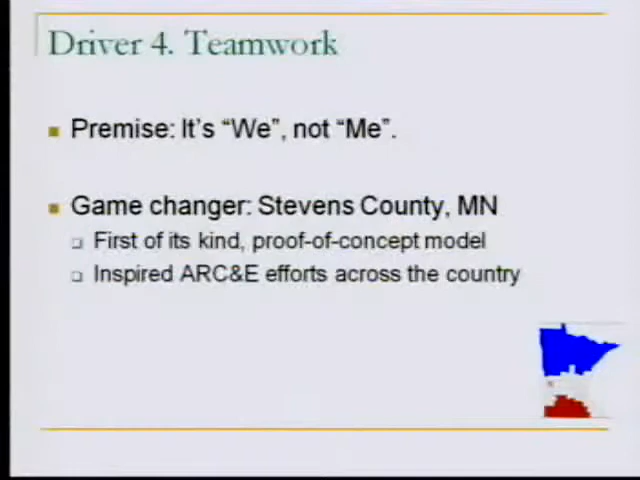 Driver 4. Teamwork
Premise: It's "We", not "Me".
Game changer: Stevens County, MN
First of its kind, proof-of-concept model
Inspired ARC&E efforts across the country